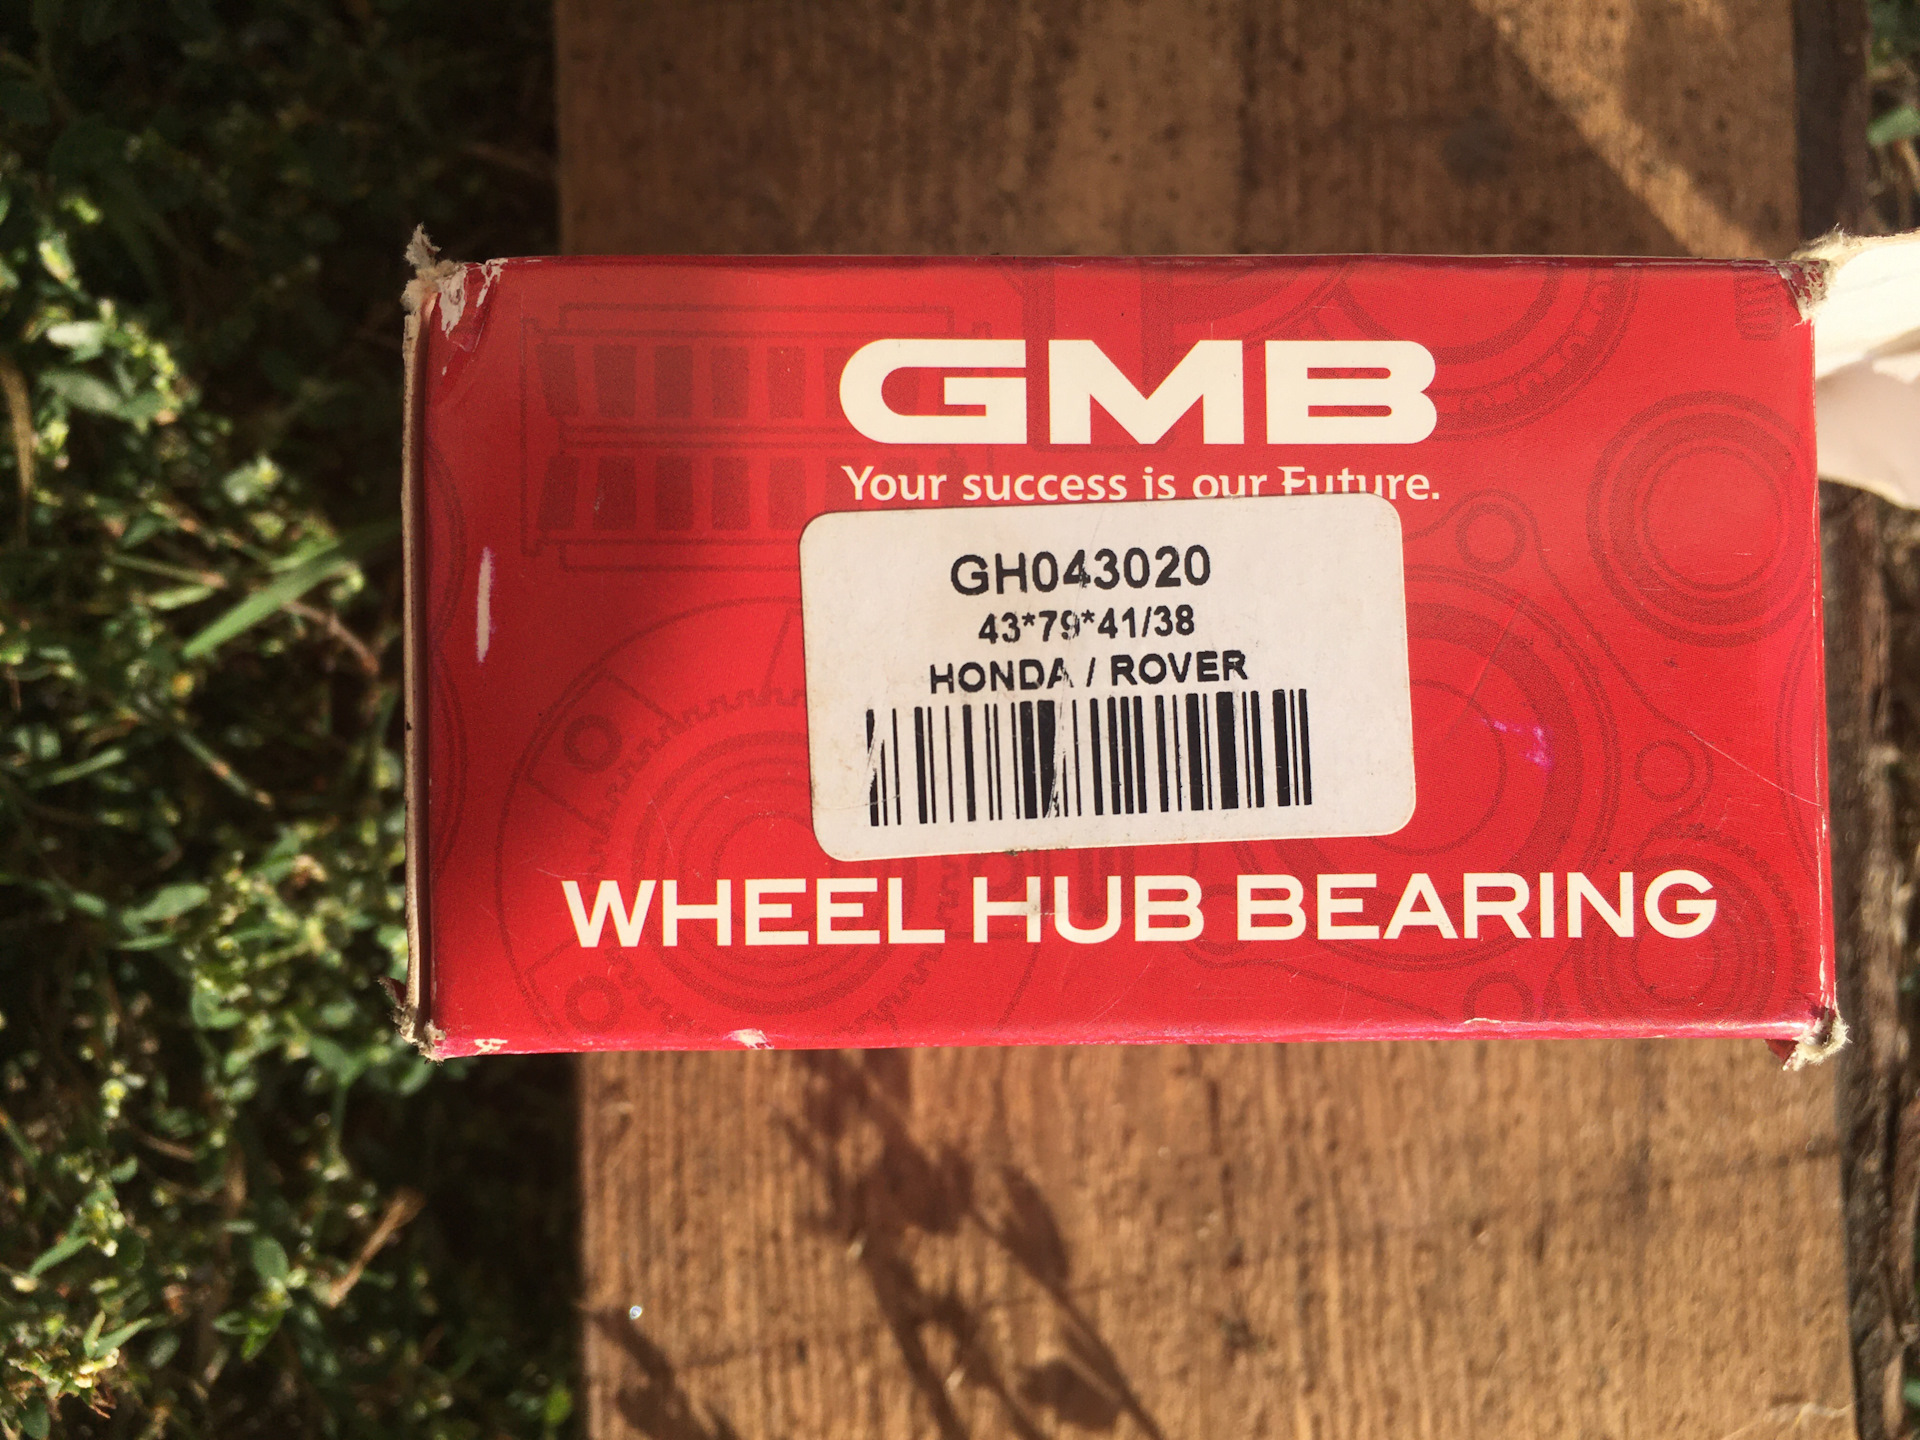 GMB
Your success is our Future.
GH043020
43*79*41/38
HONDA / ROVER
WHEEL HUB BEARING